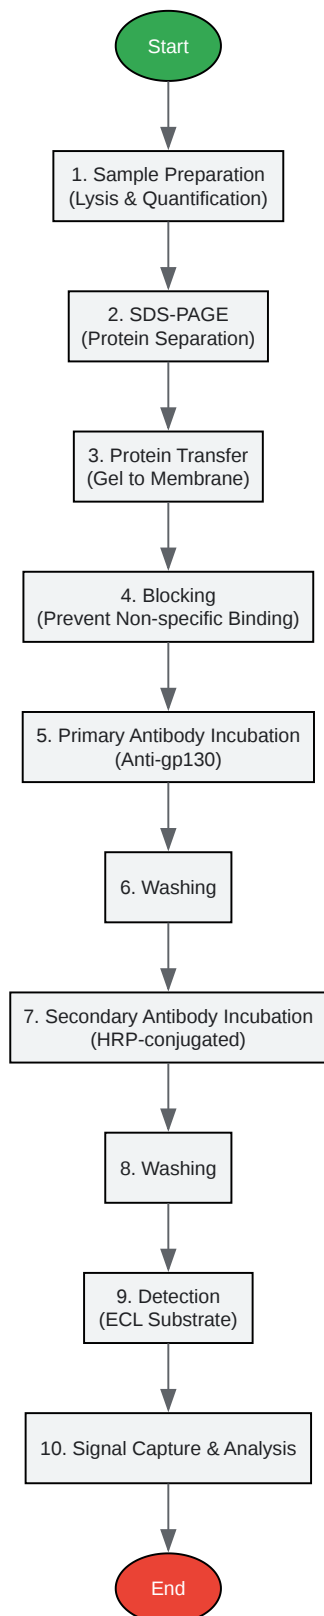 Start
1. Sample Preparation
(Lysis & Quantification)
2. SDS-PAGE
(Protein Separation)
3. Protein Transfer
(Gel to Membrane)
4. Blocking
(Prevent Non-specific Binding)
5. Primary Antibody Incubation
(Anti-gp130)
6. Washing
7. Secondary Antibody Incubation
(HRP-conjugated)
8. Washing
9. Detection
(ECL Substrate)
10. Signal Capture & Analysis
End